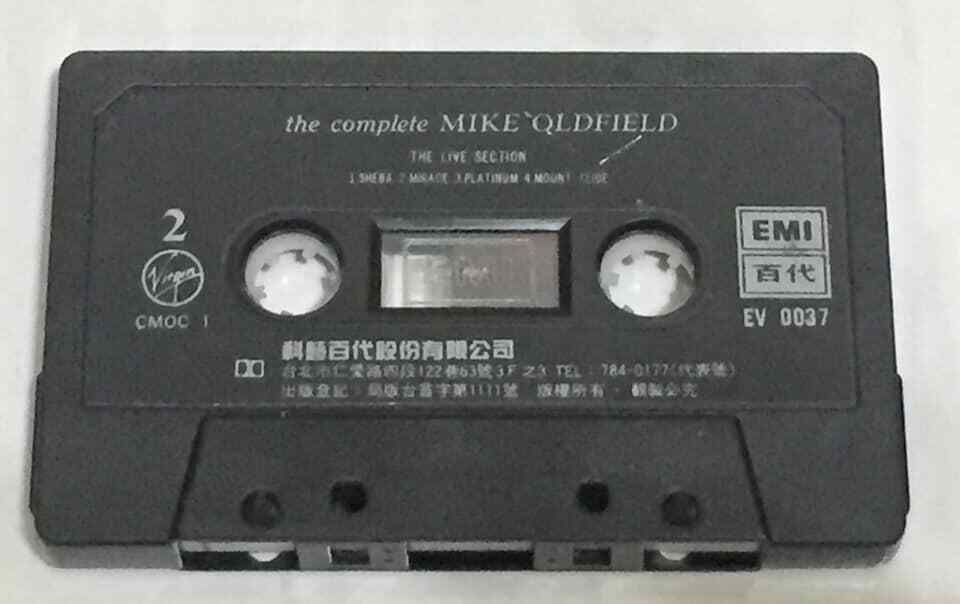 the complete MIKE OLDFIELD
THE LIVE SECTION
1.SHEBA 2.MIRAGE 3.PLATINUM 4.MOUNT TEIDE
2
Virgin
CMOC 1
EMI
百代
EV 0037
科藝百代股份有限公司
台北市仁愛路四段122巷63號3F之3 TEL：784-0177(代表號)
出版登記：局版台音字第1111號 版權所有・翻製必究